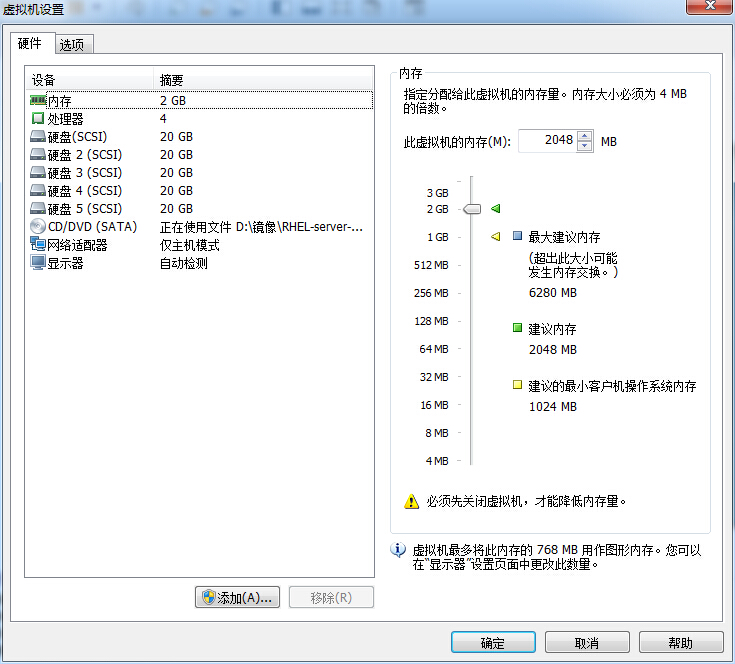 虚拟机设置
硬件 选项
设备 摘要
内存 2 GB
处理器 4
硬盘(SCSI) 20 GB
硬盘 2 (SCSI) 20 GB
硬盘 3 (SCSI) 20 GB
硬盘 4 (SCSI) 20 GB
硬盘 5 (SCSI) 20 GB
CD/DVD (SATA) 正在使用文件 D:\镜像\RHEL-server-...
网络适配器 仅主机模式
显示器 自动检测
添加(A)... 移除(R)
内存
指定分配给此虚拟机的内存量。内存大小必须为 4 MB
的倍数。
此虚拟机的内存(M): 2048 MB
3 GB
2 GB
1 GB
512 MB
256 MB
128 MB
64 MB
32 MB
16 MB
8 MB
4 MB
最大建议内存
(超出此大小可能
发生内存交换。)
6280 MB
建议内存
2048 MB
建议的最小客户机操作系统内存
1024 MB
必须先关闭虚拟机，才能降低内存量。
虚拟机最多将此内存的 768 MB 用作图形内存。您可以
在“显示器”设置页面中更改此数量。
确定 取消 帮助